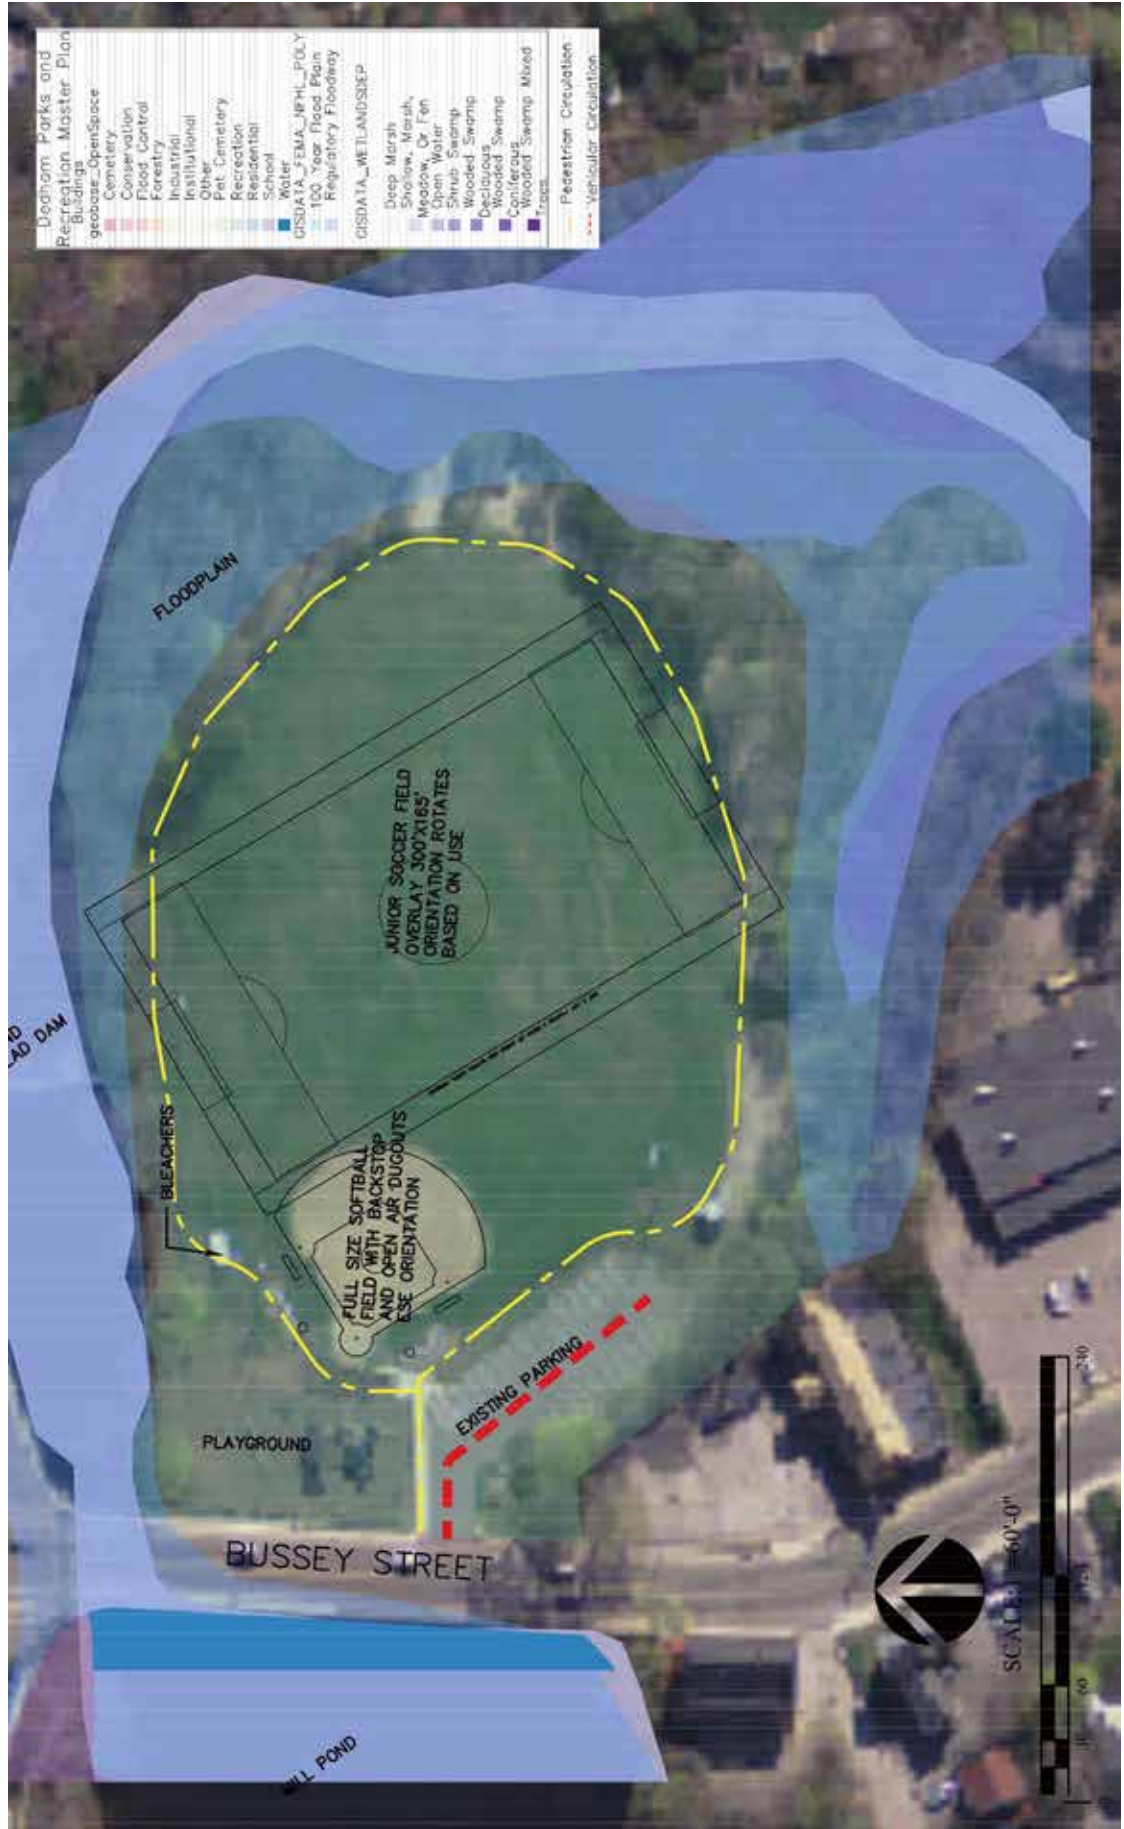 Dedham Parks and
Recreation Master Plan
Buildings
geobase_OpenSpace
Cemetery
Conservation
Flood Control
Forestry
Industrial
Institutional
Other
Pet Cemetery
Recreation
Residential
School
Water
GISDATA_FEMA_NFHL_POLY
100 Year Flood Plain
Regulatory Floodway
GISDATA_WETLANDSDEP
Deep Marsh
Shallow, Marsh,
Meadow, Or Fen
Open Water
Shrub Swamp
Wooded Swamp
Deciduous
Wooded Swamp
Coniferous
Wooded Swamp Mixed
Trees
Pedestrian Circulation
Vehicular Circulation
FLOODPLAIN
DAM
BLEACHERS
JUNIOR SOCCER FIELD
OVERLAY 300'X165'
ORIENTATION ROTATES
BASED ON USE
FULL SIZE SOFTBALL
FIELD WITH BACKSTOP
AND OPEN AIR DUGOUTS
ESE ORIENTATION
PLAYGROUND
EXISTING PARKING
BUSSEY STREET
POND
60